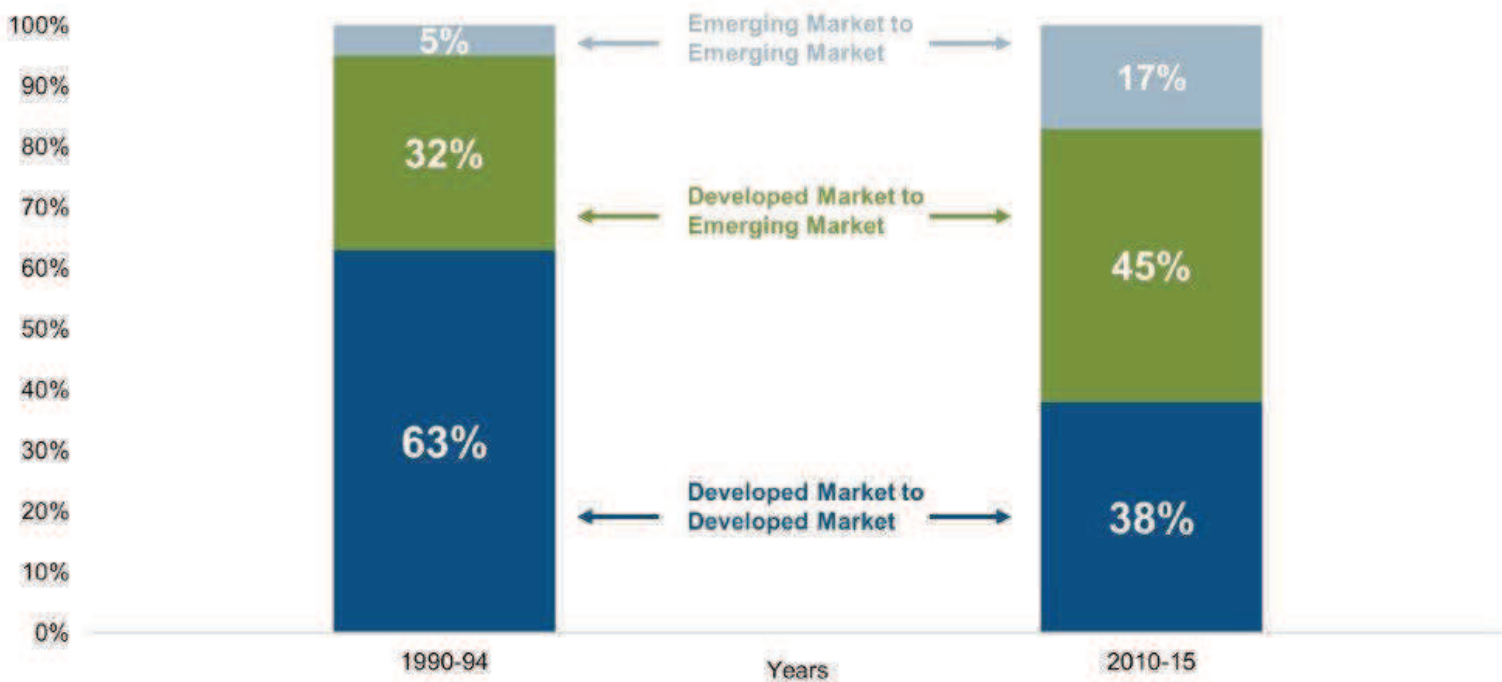 100%
90%
80%
70%
60%
50%
40%
30%
20%
10%
0%
5%
32%
63%
Emerging Market to
Emerging Market
Developed Market to
Emerging Market
Developed Market to
Developed Market
17%
45%
38%
1990-94
Years
2010-15